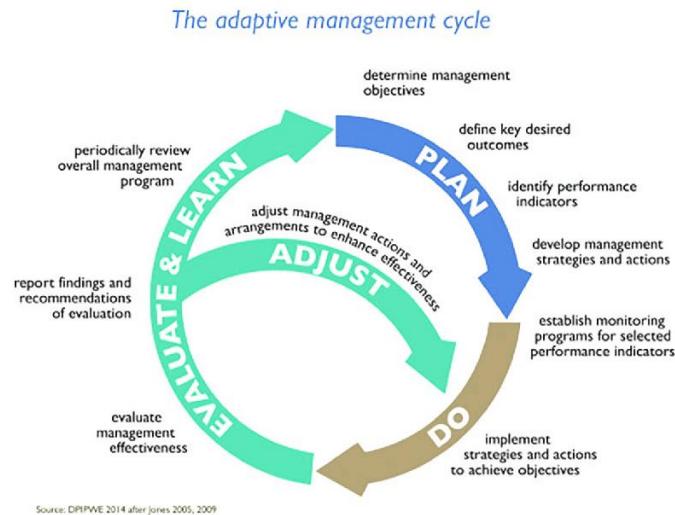 The adaptive management cycle
determine management
objectives
define key desired
outcomes
PLAN
identify performance
indicators
develop management
strategies and actions
establish monitoring
programs for selected
performance indicators
DO
implement
strategies and actions
to achieve objectives
evaluate
management
effectiveness
EVALUATE & LEARN
report findings and
recommendations
of evaluation
periodically review
overall management
program
adjust management actions and
arrangements to enhance effectiveness
ADJUST
Source: DPIPWE 2014 after Jones 2005, 2009